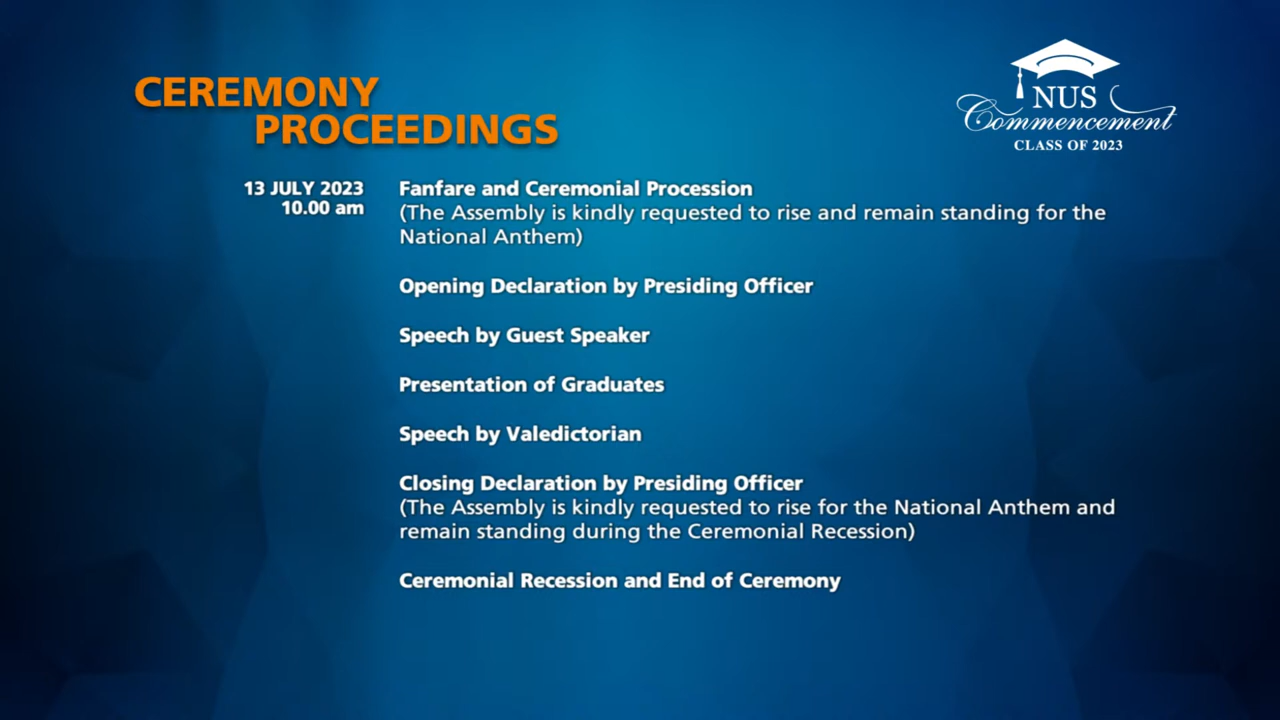 CEREMONY
PROCEEDINGS
NUS
Commencement
CLASS OF 2023
13 JULY 2023
10.00 am
Fanfare and Ceremonial Procession
(The Assembly is kindly requested to rise and remain standing for the
National Anthem)
Opening Declaration by Presiding Officer
Speech by Guest Speaker
Presentation of Graduates
Speech by Valedictorian
Closing Declaration by Presiding Officer
(The Assembly is kindly requested to rise for the National Anthem and
remain standing during the Ceremonial Recession)
Ceremonial Recession and End of Ceremony